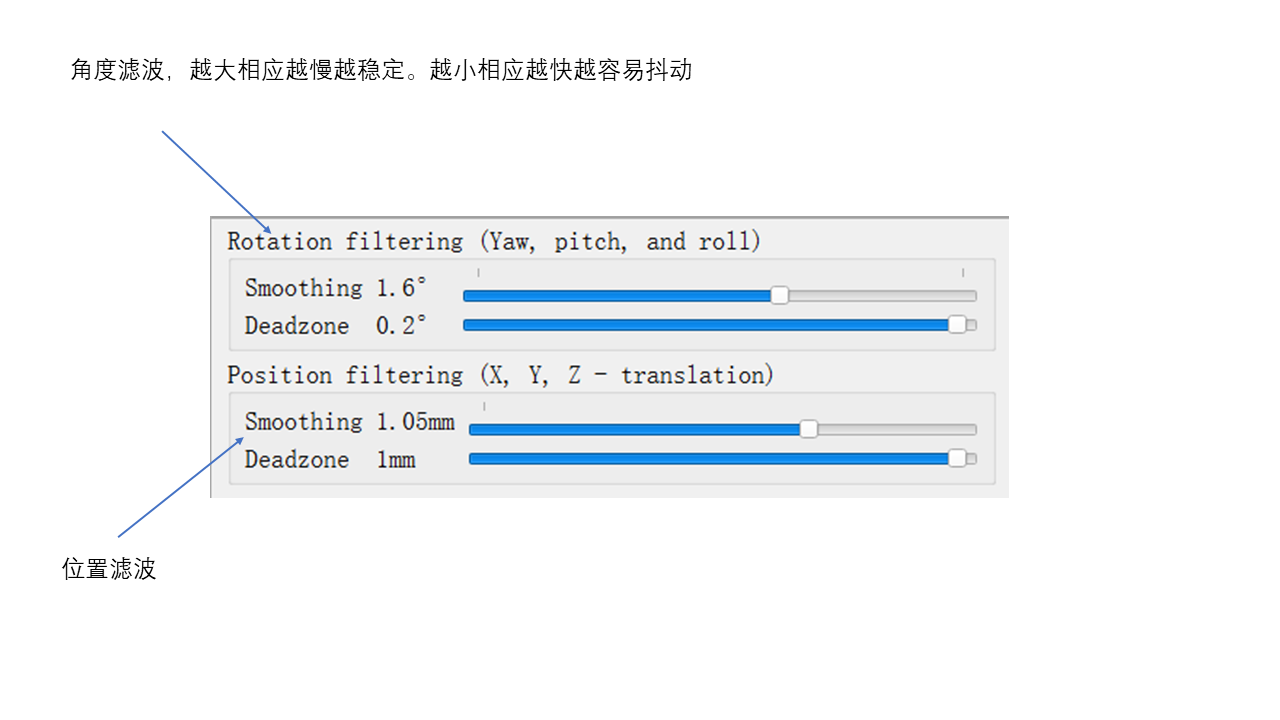 角度滤波，越大相应越慢越稳定。越小相应越快越容易抖动
Rotation filtering (Yaw, pitch, and roll)
Smoothing 1.6°
Deadzone 0.2°
Position filtering (X, Y, Z - translation)
Smoothing 1.05mm
Deadzone 1mm
位置滤波